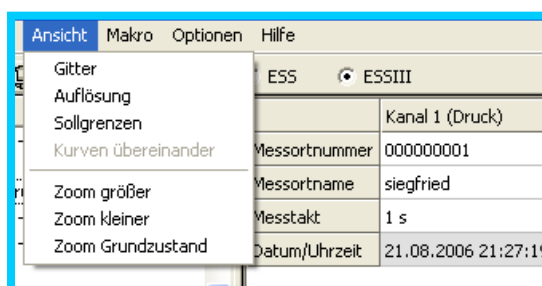 Ansicht Makro Optionen Hilfe
Gitter
Auflösung
Sollgrenzen
Kurven übereinander
Zoom größer
Zoom kleiner
Zoom Grundzustand
ESS ESSIII
Kanal 1 (Druck)
Messortnummer 000000001
Messortname siegfried
Messtakt 1 s
Datum/Uhrzeit 21.08.2006 21:27:19